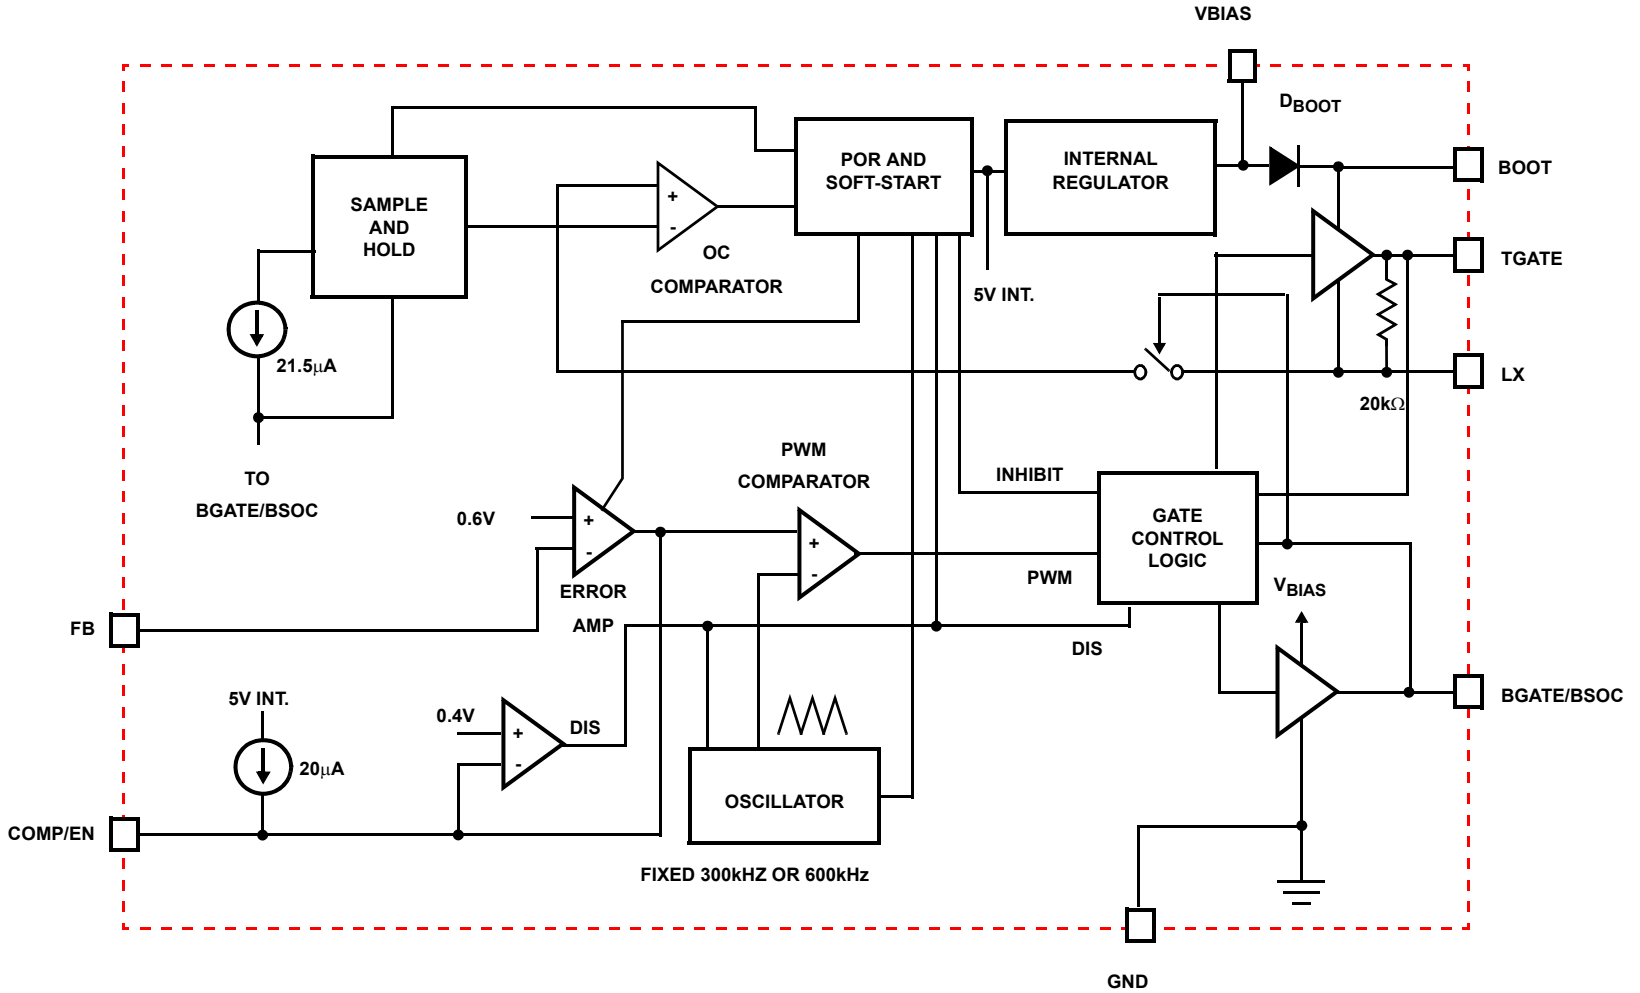 VBIAS
DBOOT
BOOT
POR AND
SOFT-START
INTERNAL
REGULATOR
SAMPLE
AND
HOLD
+
-
OC
COMPARATOR
TGATE
5V INT.
21.5μA
LX
20kΩ
TO
BGATE/BSOC
PWM
COMPARATOR
INHIBIT
0.6V
+
-
ERROR
AMP
+
-
PWM
GATE
CONTROL
LOGIC
VBIAS
FB
DIS
5V INT.
0.4V
+
-
DIS
BGATE/BSOC
20μA
OSCILLATOR
COMP/EN
FIXED 300kHZ OR 600kHz
GND